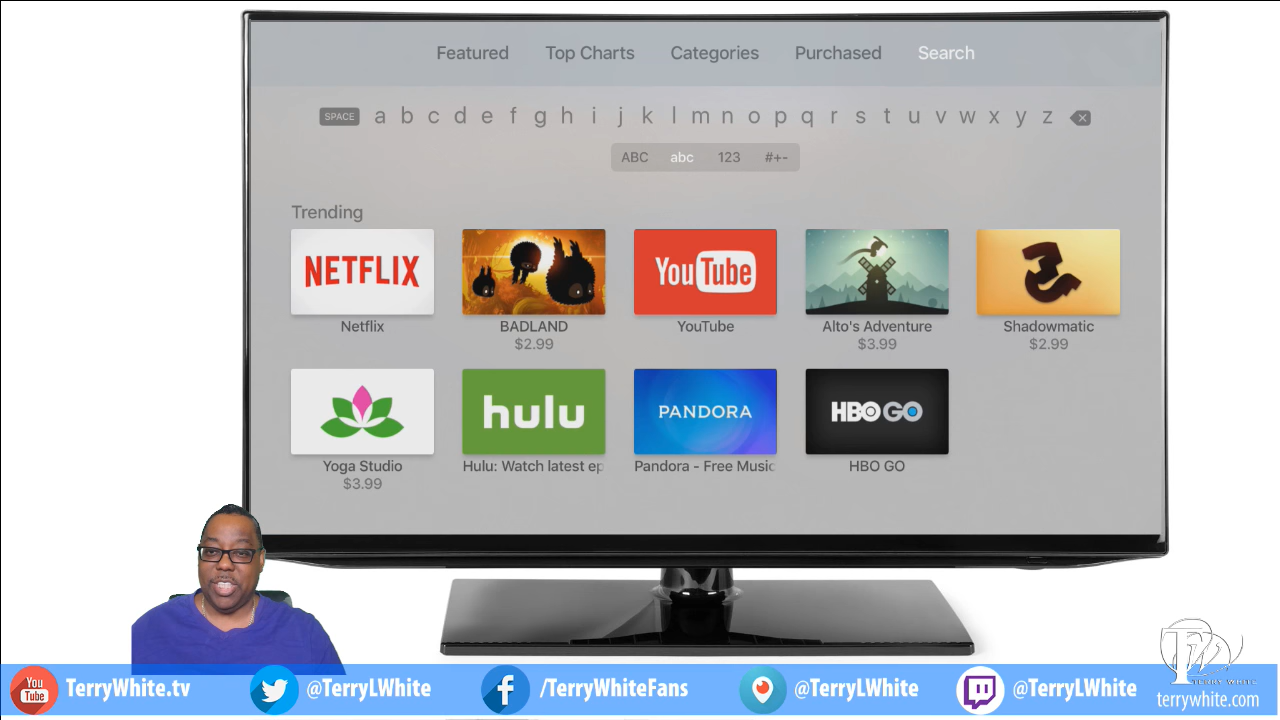 Featured Top Charts Categories Purchased Search
SPACE a b c d e f g h i j k l m n o p q r s t u v w x y z
ABC abc 123 #+-
Trending
NETFLIX YouTube
Netflix BADLAND YouTube Alto's Adventure Shadowmatic
$2.99 $3.99 $2.99
hulu PANDORA HBO GO
Yoga Studio Hulu: Watch latest ep Pandora - Free Music HBO GO
$3.99
TERRY WHITE
You Tube TerryWhite.tv @TerryLWhite /TerryWhiteFans @TerryLWhite @TerryLWhite terrywhite.com